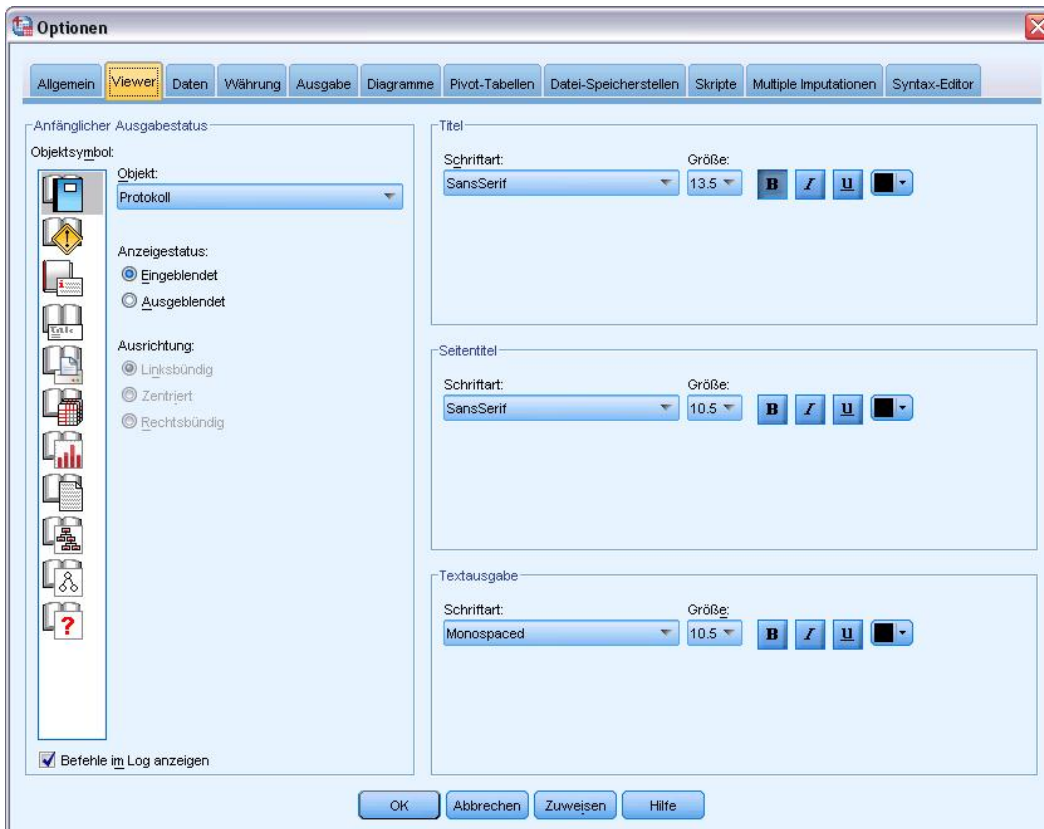 Optionen
Allgemein Viewer Daten Währung Ausgabe Diagramme Pivot-Tabellen Datei-Speicherstellen Skripte Multiple Imputationen Syntax-Editor
Anfänglicher Ausgabestatus
Objektsymbol:
Objekt:
Protokoll
Anzeigestatus:
Eingeblendet
Ausgeblendet
Ausrichtung:
Linksbündig
Zentriert
Rechtsbündig
Befehle im Log anzeigen
Titel
Schriftart: Größe:
SansSerif 13.5 B I U
Seitentitel
Schriftart: Größe:
SansSerif 10.5 B I U
Textausgabe
Schriftart: Größe:
Monospaced 10.5 B I U
OK Abbrechen Zuweisen Hilfe